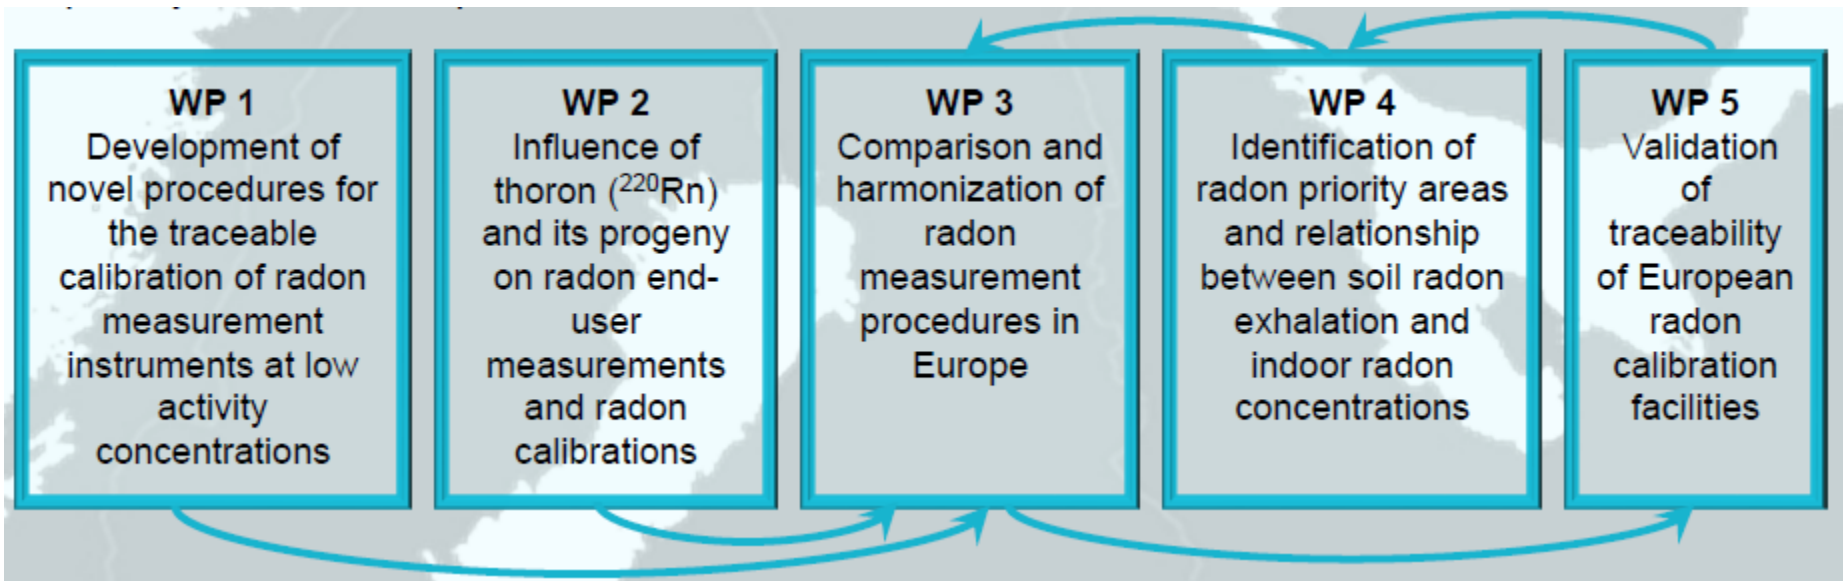 WP 1
Development of
novel procedures for
the traceable
calibration of radon
measurement
instruments at low
activity
concentrations
WP 2
Influence of
thoron (²²⁰Rn)
and its progeny
on radon end-
user
measurements
and radon
calibrations
WP 3
Comparison and
harmonization of
radon
measurement
procedures in
Europe
WP 4
Identification of
radon priority areas
and relationship
between soil radon
exhalation and
indoor radon
concentrations
WP 5
Validation
of
traceability
of European
radon
calibration
facilities